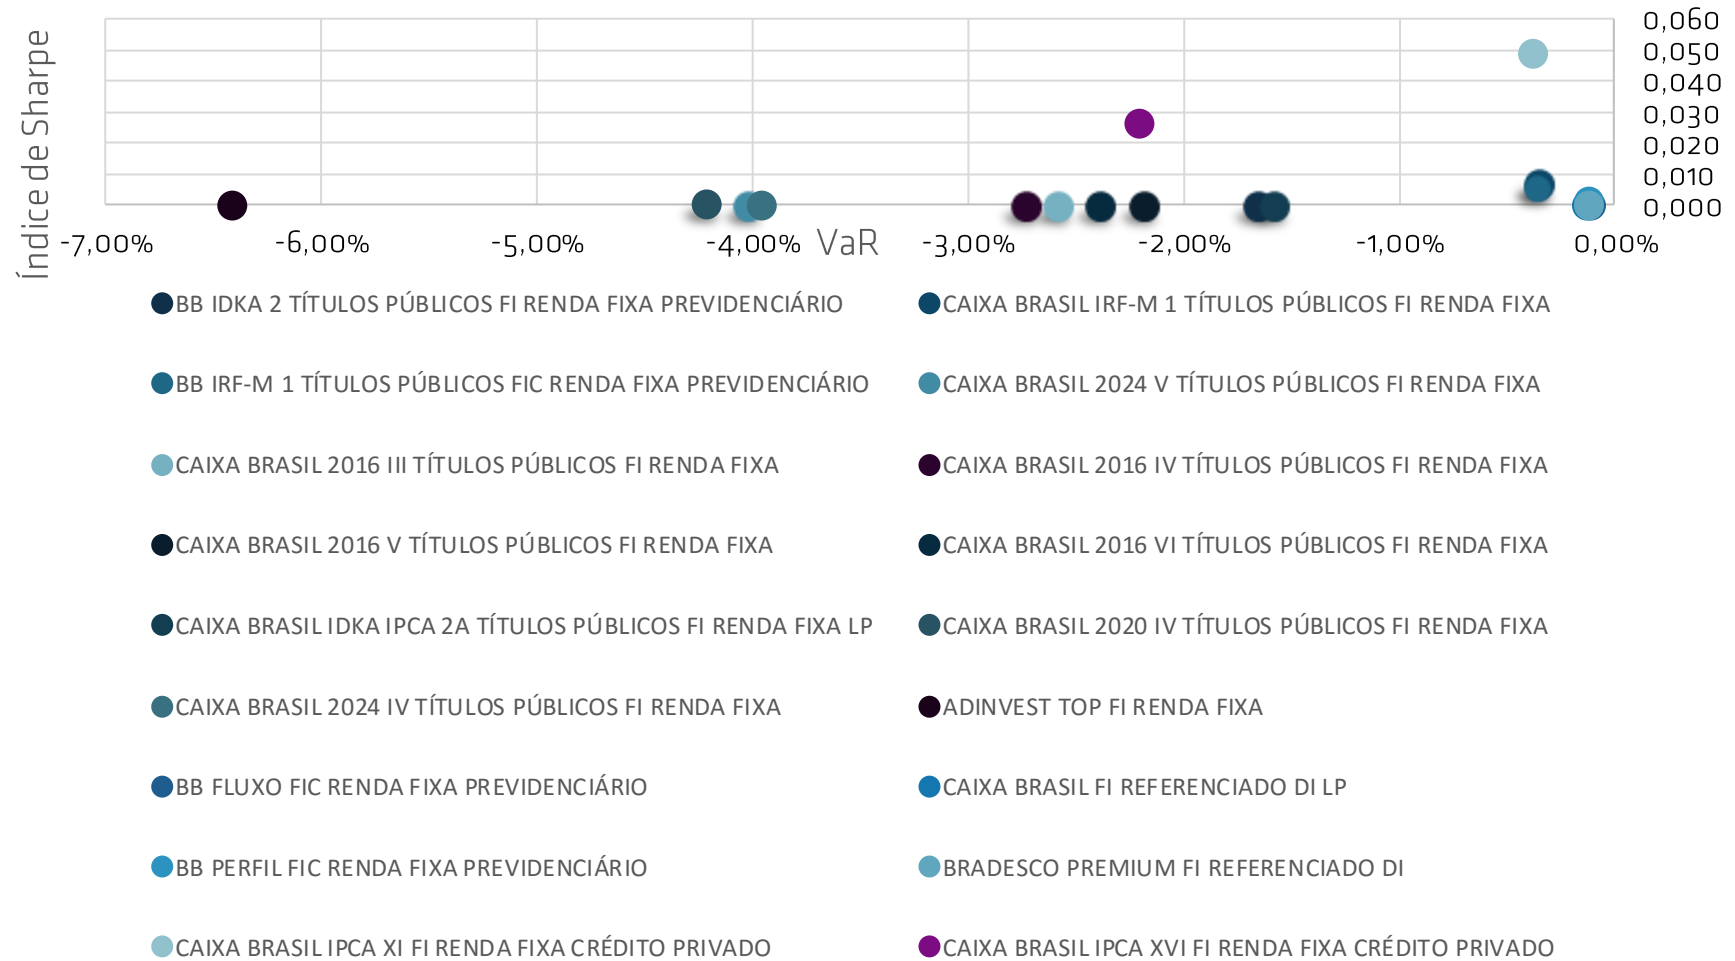 Índice de Sharpe
0,060
0,050
0,040
0,030
0,020
0,010
0,000
-7,00%
-6,00%
-5,00%
-4,00%
VaR
-3,00%
-2,00%
-1,00%
0,00%
BB IDKA 2 TÍTULOS PÚBLICOS FI RENDA FIXA PREVIDENCIÁRIO
CAIXA BRASIL IRF-M 1 TÍTULOS PÚBLICOS FI RENDA FIXA
BB IRF-M 1 TÍTULOS PÚBLICOS FIC RENDA FIXA PREVIDENCIÁRIO
CAIXA BRASIL 2024 V TÍTULOS PÚBLICOS FI RENDA FIXA
CAIXA BRASIL 2016 III TÍTULOS PÚBLICOS FI RENDA FIXA
CAIXA BRASIL 2016 IV TÍTULOS PÚBLICOS FI RENDA FIXA
CAIXA BRASIL 2016 V TÍTULOS PÚBLICOS FI RENDA FIXA
CAIXA BRASIL 2016 VI TÍTULOS PÚBLICOS FI RENDA FIXA
CAIXA BRASIL IDKA IPCA 2A TÍTULOS PÚBLICOS FI RENDA FIXA LP
CAIXA BRASIL 2020 IV TÍTULOS PÚBLICOS FI RENDA FIXA
CAIXA BRASIL 2024 IV TÍTULOS PÚBLICOS FI RENDA FIXA
ADINVEST TOP FI RENDA FIXA
BB FLUXO FIC RENDA FIXA PREVIDENCIÁRIO
CAIXA BRASIL FI REFERENCIADO DI LP
BB PERFIL FIC RENDA FIXA PREVIDENCIÁRIO
BRADESCO PREMIUM FI REFERENCIADO DI
CAIXA BRASIL IPCA XI FI RENDA FIXA CRÉDITO PRIVADO
CAIXA BRASIL IPCA XVI FI RENDA FIXA CRÉDITO PRIVADO